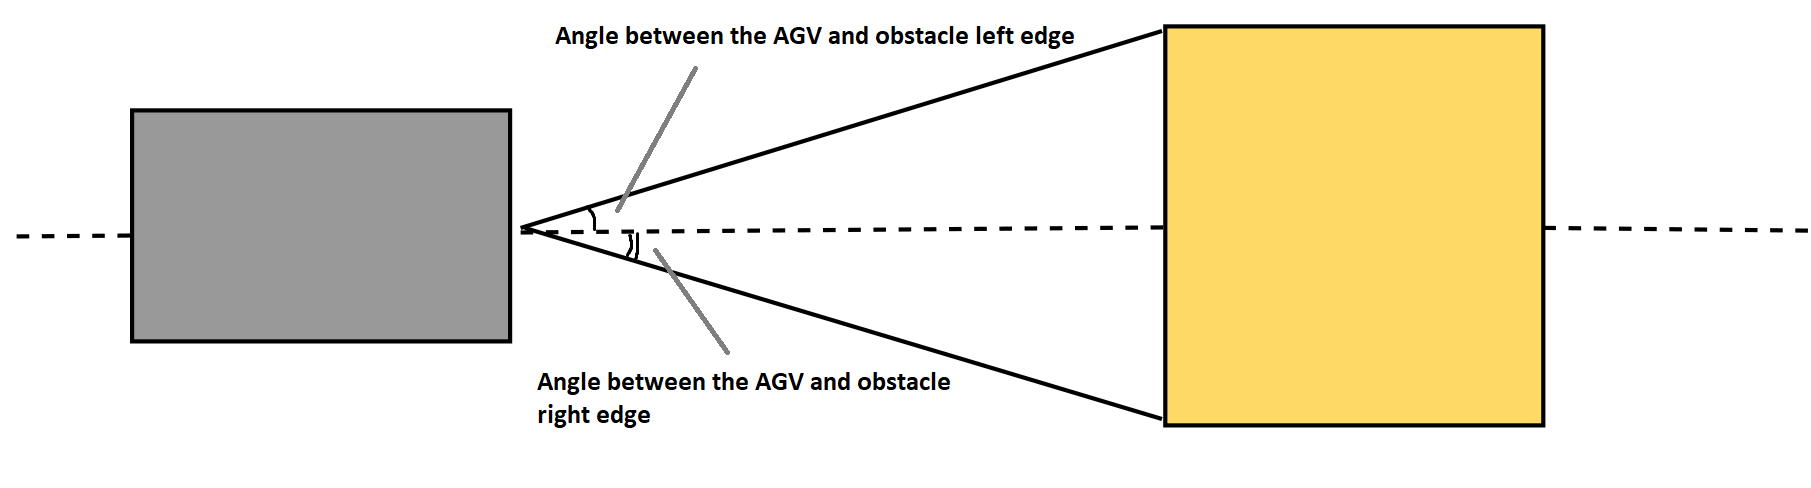 Angle between the AGV and obstacle left edge
Angle between the AGV and obstacle
right edge